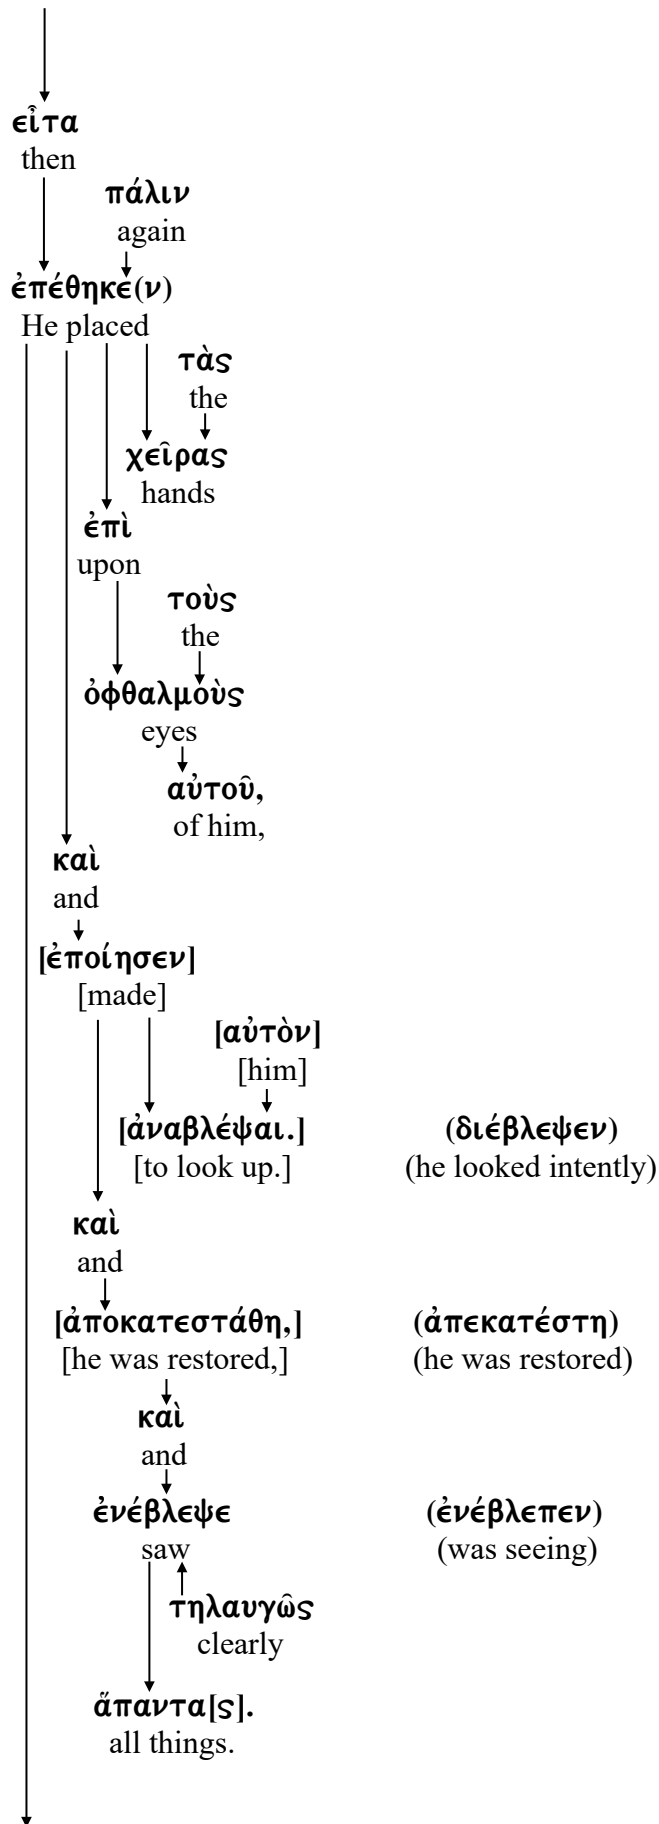 εἶτα
then
πάλιν
again
ἐπέθηκε(ν)
He placed
τὰς
the
χεῖρας
hands
ἐπὶ
upon
τοὺς
the
ὀφθαλμοὺς
eyes
αὐτοῦ,
of him,
καὶ
and
[ἐποίησεν]
[made]
[αὐτὸν]
[him]
[ἀναβλέψαι.] (διέβλεψεν)
[to look up.] (he looked intently)
καὶ
and
[ἀποκατεστάθη,] (ἀπεκατέστη)
[he was restored,] (he was restored)
καὶ
and
ἐνέβλεψε (ἐνέβλεπεν)
saw (was seeing)
τηλαυγῶς
clearly
ἅπαντα[ς].
all things.